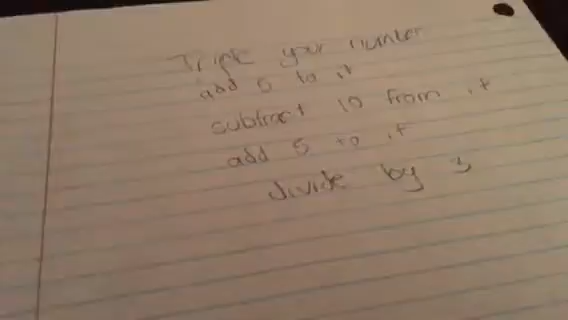 Triple your number
add 5 to it
subtract 10 from it
add 5 to it
divide by 3